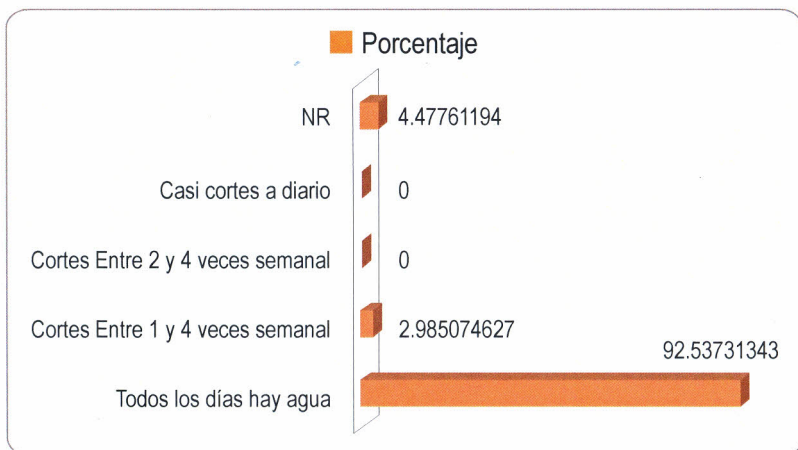 Porcentaje
NR 4.47761194
Casi cortes a diario 0
Cortes Entre 2 y 4 veces semanal 0
Cortes Entre 1 y 4 veces semanal 2.985074627
92.53731343
Todos los días hay agua